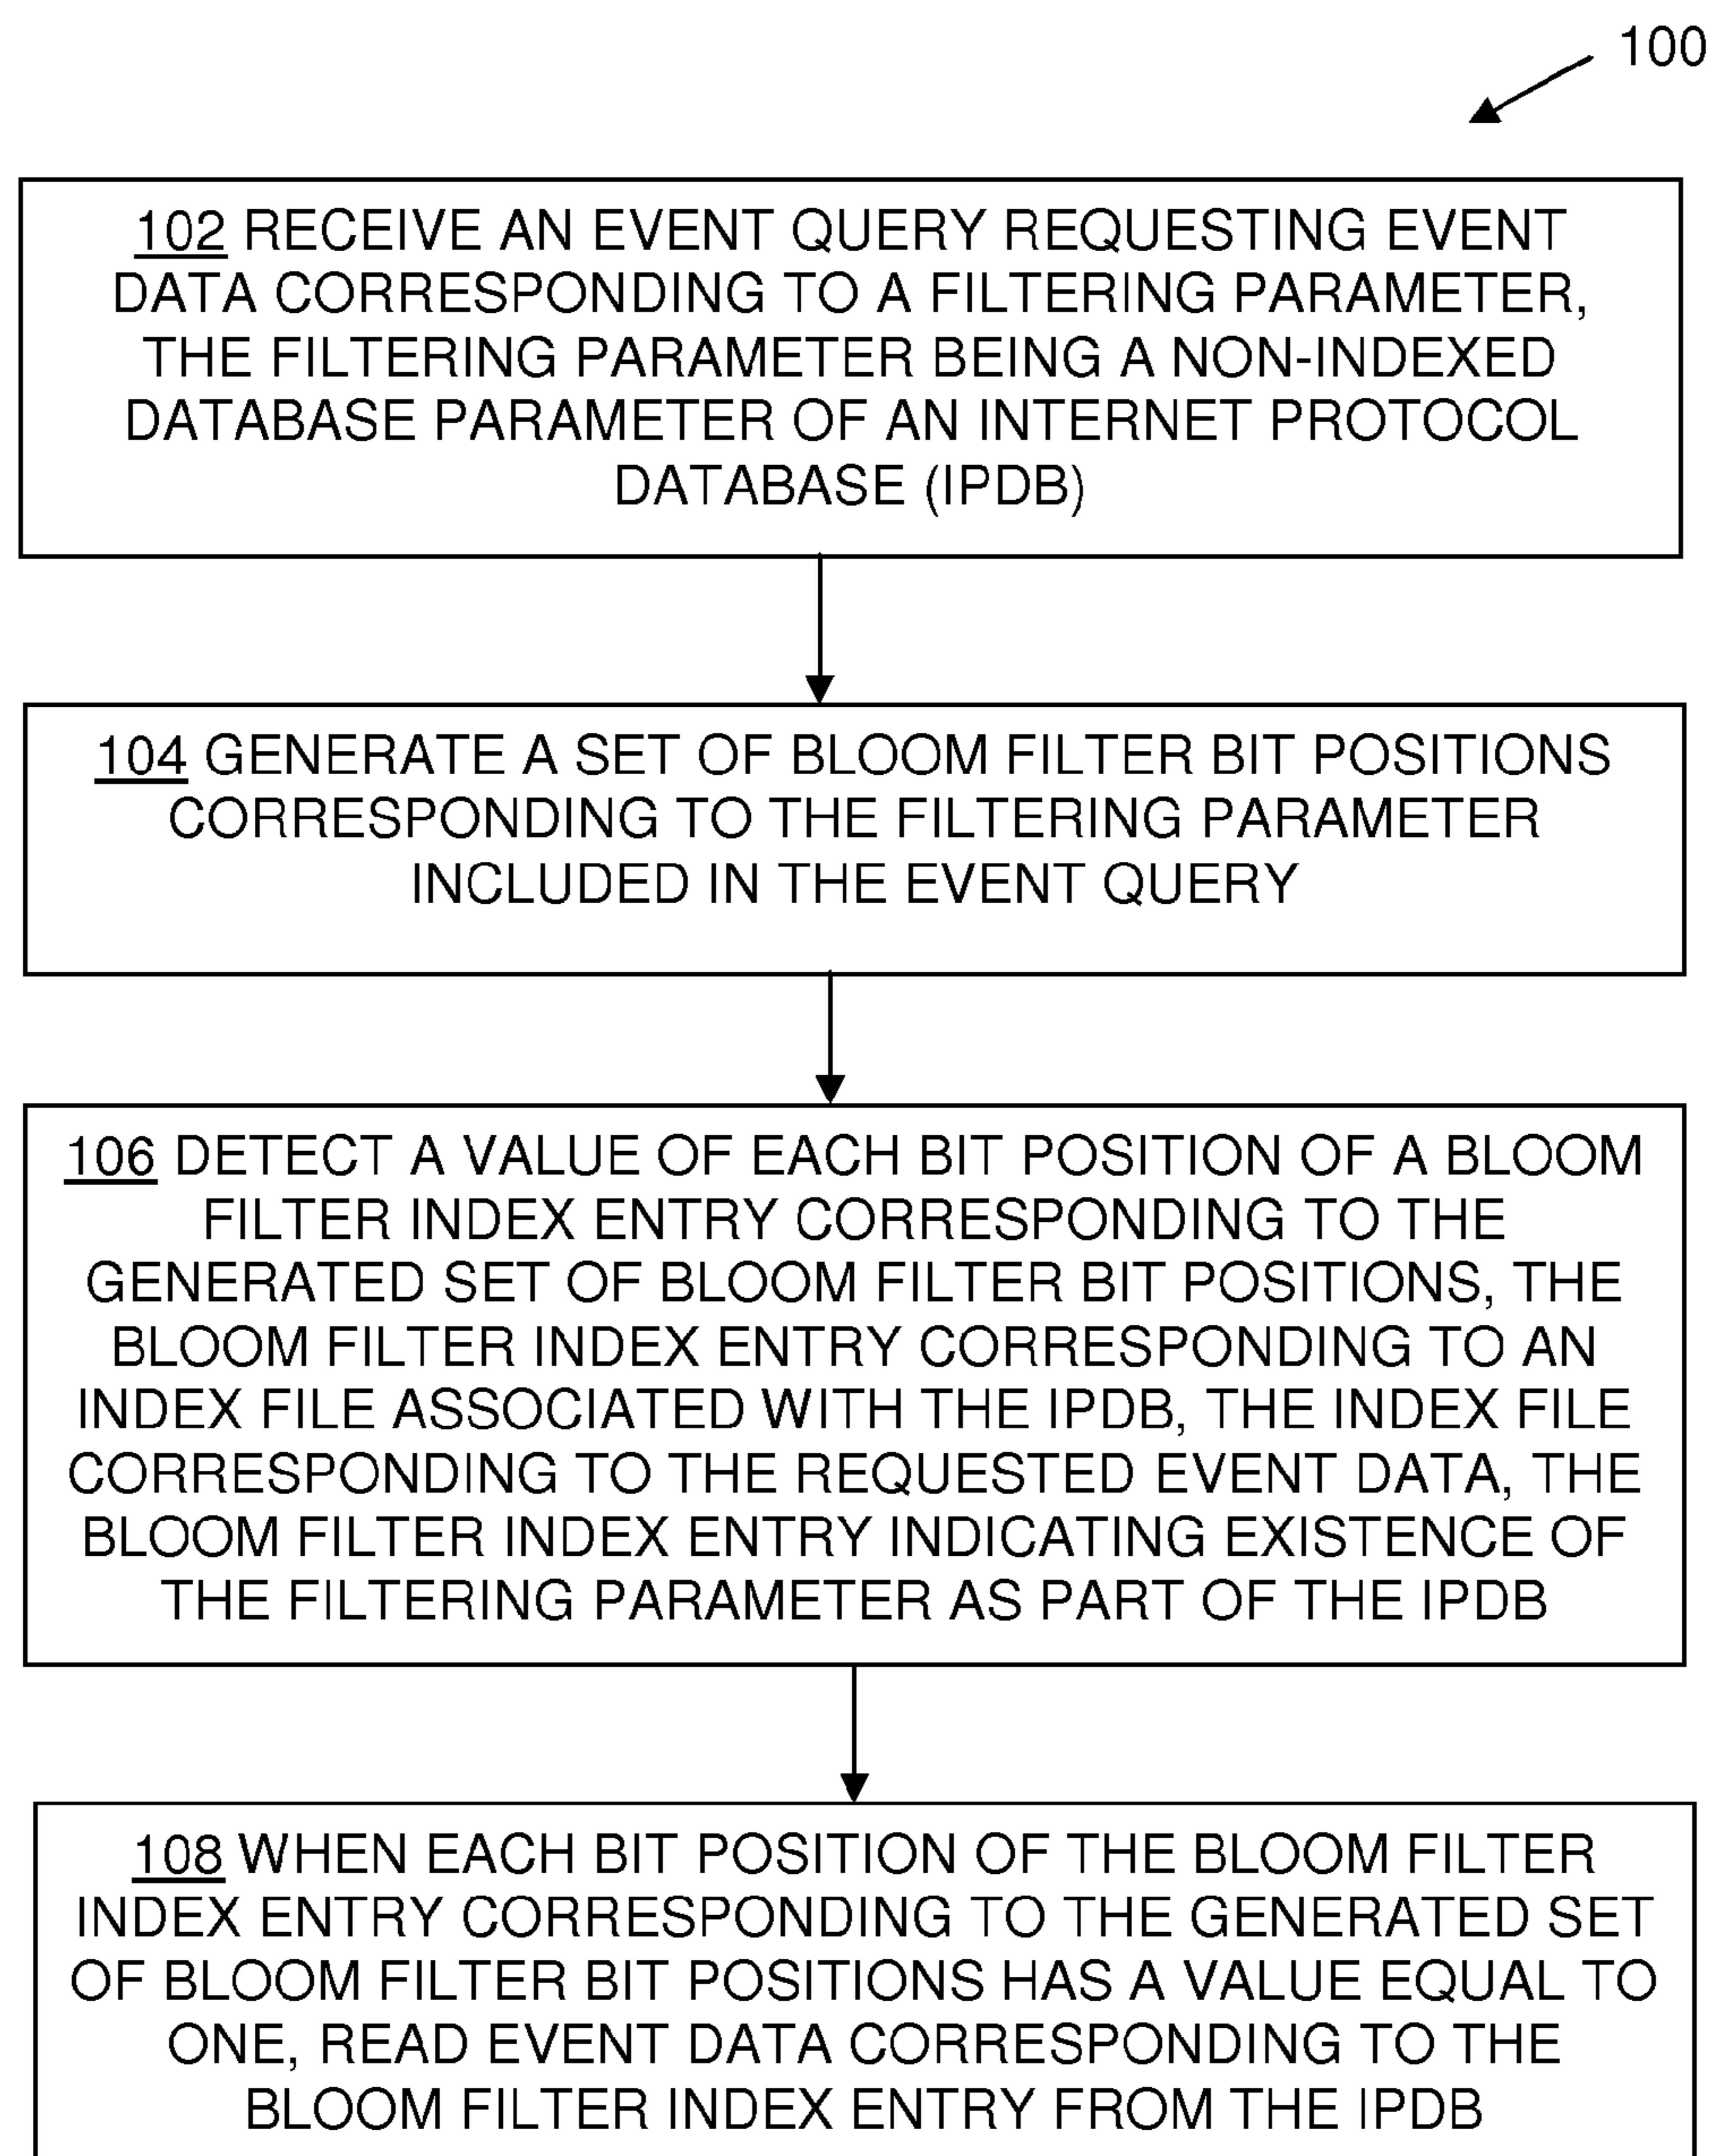 100
102 RECEIVE AN EVENT QUERY REQUESTING EVENT
DATA CORRESPONDING TO A FILTERING PARAMETER,
THE FILTERING PARAMETER BEING A NON-INDEXED
DATABASE PARAMETER OF AN INTERNET PROTOCOL
DATABASE (IPDB)
104 GENERATE A SET OF BLOOM FILTER BIT POSITIONS
CORRESPONDING TO THE FILTERING PARAMETER
INCLUDED IN THE EVENT QUERY
106 DETECT A VALUE OF EACH BIT POSITION OF A BLOOM
FILTER INDEX ENTRY CORRESPONDING TO THE
GENERATED SET OF BLOOM FILTER BIT POSITIONS, THE
BLOOM FILTER INDEX ENTRY CORRESPONDING TO AN
INDEX FILE ASSOCIATED WITH THE IPDB, THE INDEX FILE
CORRESPONDING TO THE REQUESTED EVENT DATA, THE
BLOOM FILTER INDEX ENTRY INDICATING EXISTENCE OF
THE FILTERING PARAMETER AS PART OF THE IPDB
108 WHEN EACH BIT POSITION OF THE BLOOM FILTER
INDEX ENTRY CORRESPONDING TO THE GENERATED SET
OF BLOOM FILTER BIT POSITIONS HAS A VALUE EQUAL TO
ONE, READ EVENT DATA CORRESPONDING TO THE
BLOOM FILTER INDEX ENTRY FROM THE IPDB